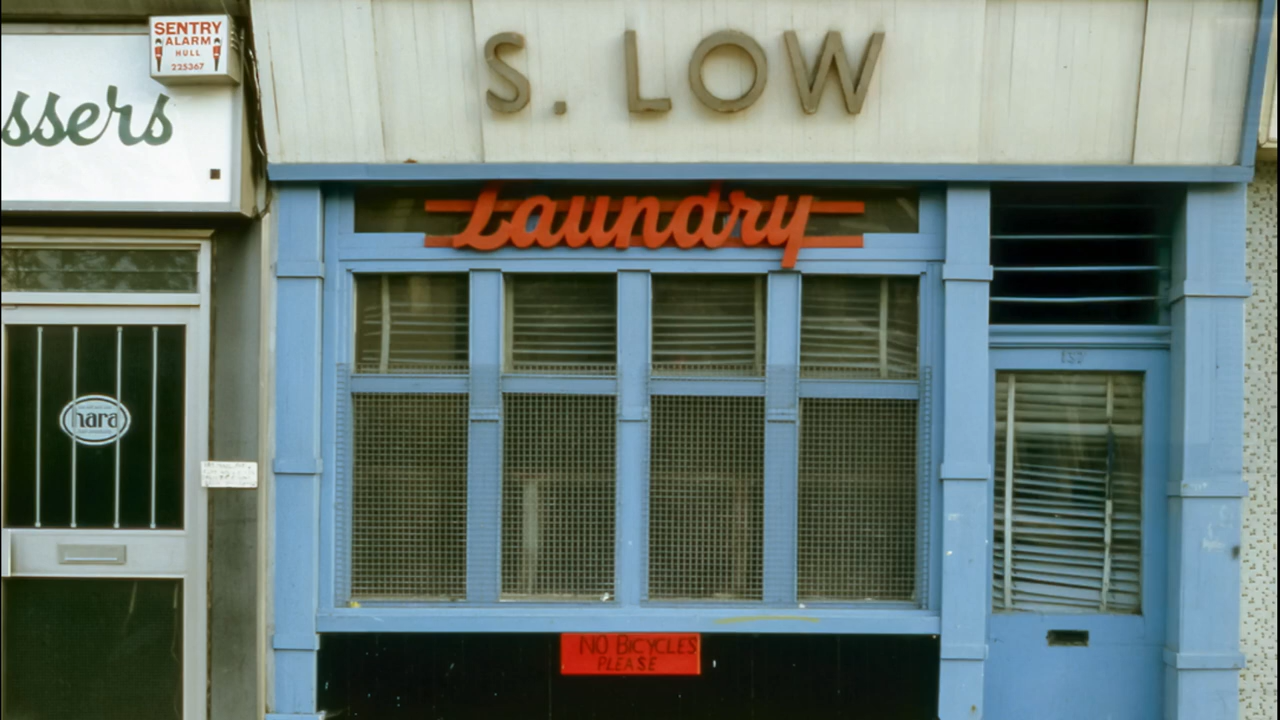 SENTRY
ALARM
HULL
225367
ssers
S. LOW
Laundry
hara
NO BICYCLES
PLEASE